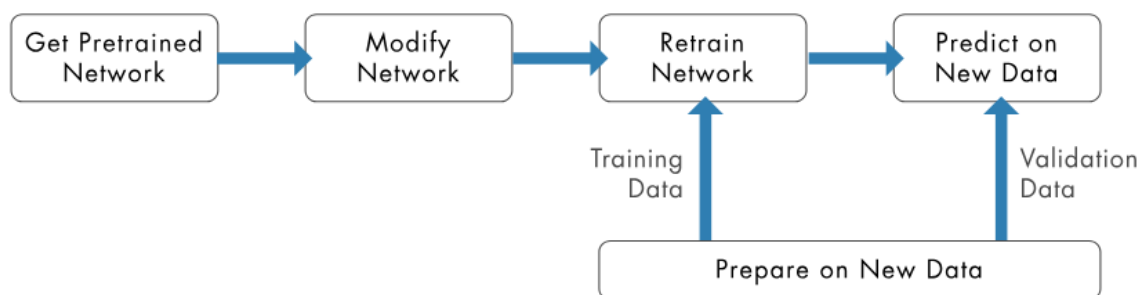 Get Pretrained
Network
Modify
Network
Retrain
Network
Predict on
New Data
Training
Data
Validation
Data
Prepare on New Data